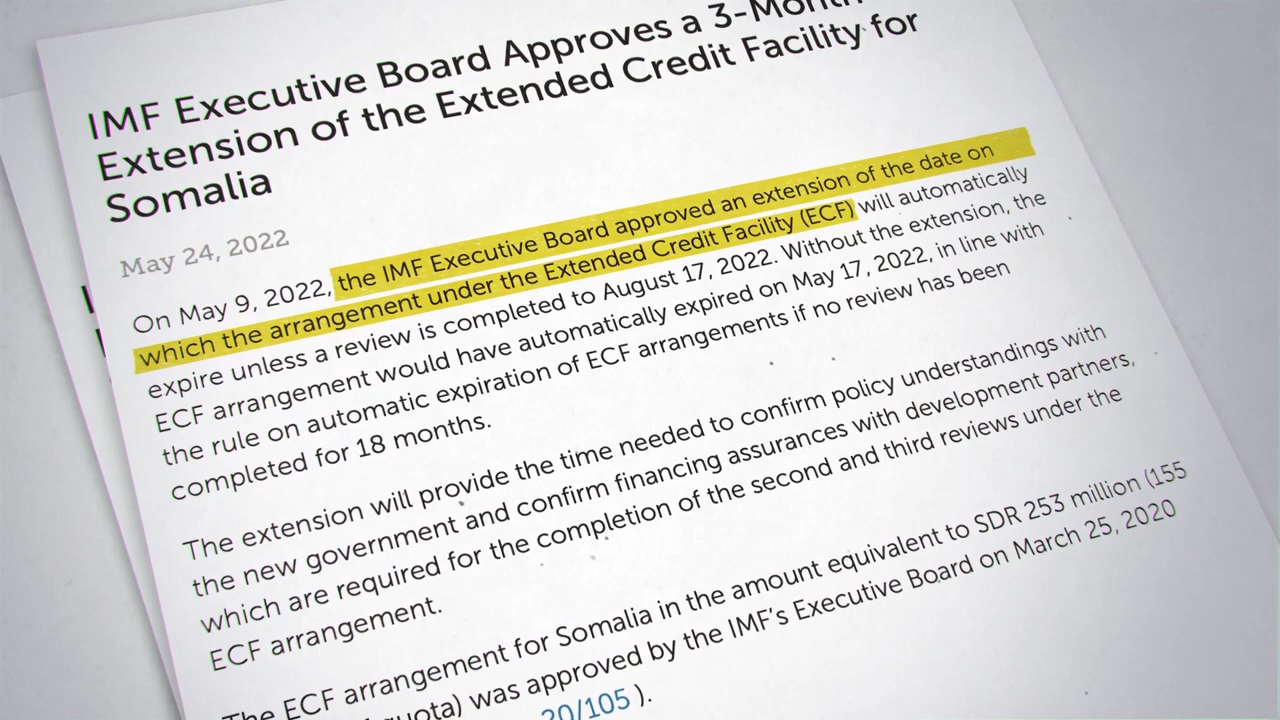 IMF Executive Board Approves a 3-Month
Extension of the Extended Credit Facility for
Somalia
May 24, 2022
On May 9, 2022, the IMF Executive Board approved an extension of the date on
which the arrangement under the Extended Credit Facility (ECF) will automatically
expire unless a review is completed to August 17, 2022. Without the extension, the
ECF arrangement would have automatically expired on May 17, 2022, in line with
the rule on automatic expiration of ECF arrangements if no review has been
completed for 18 months.
The extension will provide the time needed to confirm policy understandings with
the new government and confirm financing assurances with development partners,
which are required for the completion of the second and third reviews under the
ECF arrangement.
The ECF arrangement for Somalia in the amount equivalent to SDR 253 million (155
quota) was approved by the IMF's Executive Board on March 25, 2020
20/105 ).